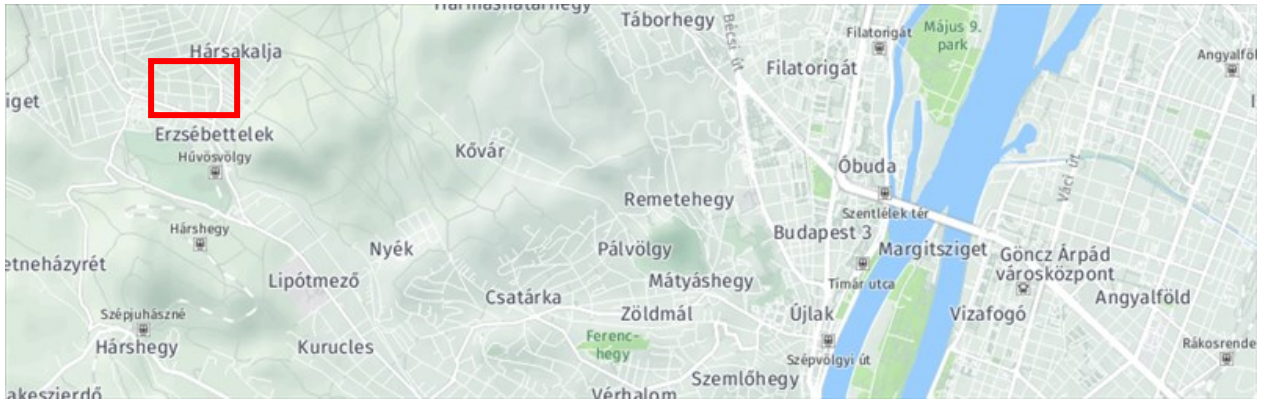 Hármashatárhegy
Táborhegy
Bécsi út
Filatorigát
Május 9.
park
Angyalföl
Hársakalja
Filatorigát
iget
Erzsébettelek
Hűvösvölgy
Kővár
Óbuda
Váci út
Remetehegy
Szentlélek tér
Hárshegy
Budapest 3
Nyék
Pálvölgy
Margitsziget
Göncz Árpád
városközpont
etneházyrét
Lipótmező
Mátyáshegy
Tímár utca
Csatárka
Angyalföld
Szépjuhászné
Zöldmál
Újlak
Vizafogó
Hárshegy
Kurucles
Ferenc-
hegy
Szépvölgyi út
Rákosrende
Szemlőhegy
akeszierdő
Vérhalom